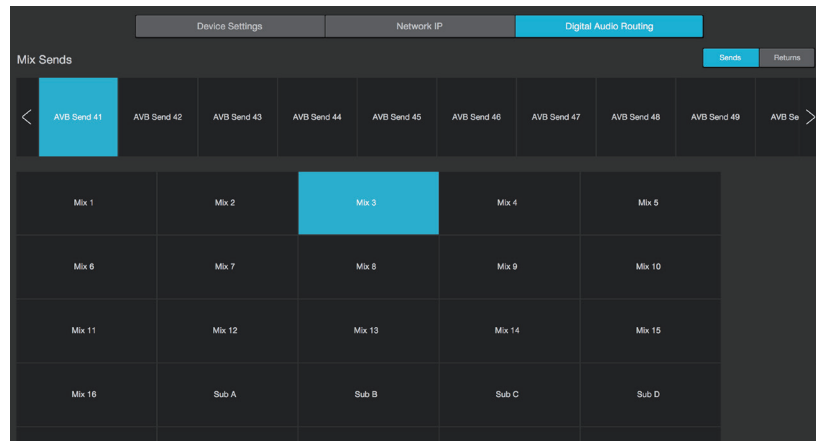 Device Settings Network IP Digital Audio Routing
Mix Sends Sends Returns
AVB Send 41 AVB Send 42 AVB Send 43 AVB Send 44 AVB Send 45 AVB Send 46 AVB Send 47 AVB Send 48 AVB Send 49 AVB Se
Mix 1 Mix 2 Mix 3 Mix 4 Mix 5
Mix 6 Mix 7 Mix 8 Mix 9 Mix 10
Mix 11 Mix 12 Mix 13 Mix 14 Mix 15
Mix 16 Sub A Sub B Sub C Sub D